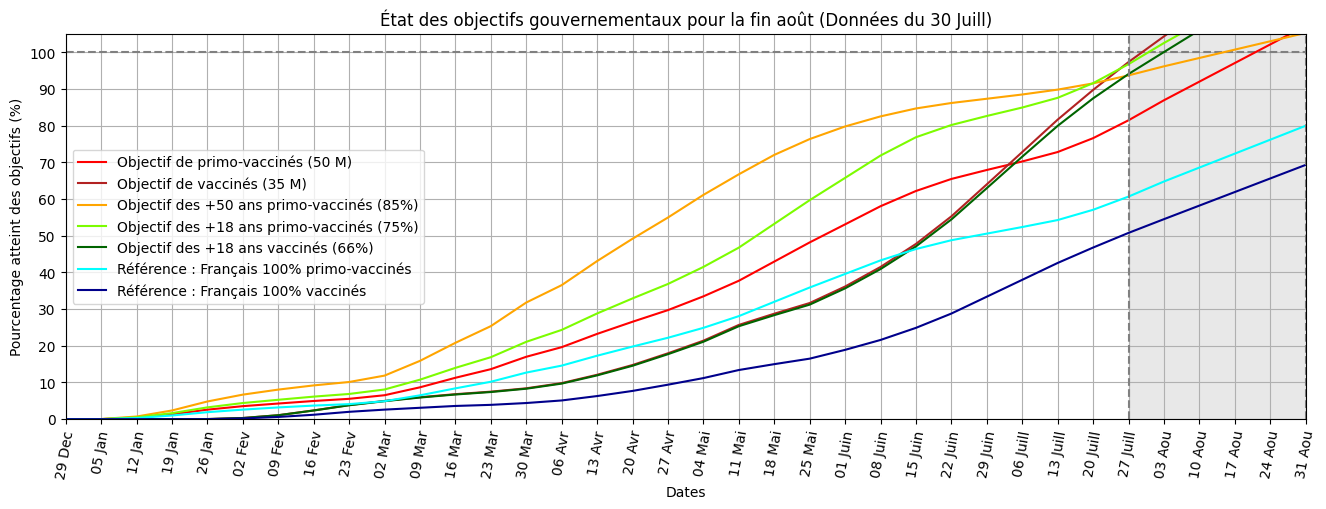 État des objectifs gouvernementaux pour la fin août (Données du 30 Juill)
Pourcentage atteint des objectifs (%)
100
90
80
70
60
50
40
30
20
10
0
Objectif de primo-vaccinés (50 M)
Objectif de vaccinés (35 M)
Objectif des +50 ans primo-vaccinés (85%)
Objectif des +18 ans primo-vaccinés (75%)
Objectif des +18 ans vaccinés (66%)
Référence : Français 100% primo-vaccinés
Référence : Français 100% vaccinés
29 Dec
05 Jan
12 Jan
19 Jan
26 Jan
02 Fev
09 Fev
16 Fev
23 Fev
02 Mar
09 Mar
16 Mar
23 Mar
30 Mar
06 Avr
13 Avr
20 Avr
27 Avr
04 Mai
11 Mai
18 Mai
25 Mai
01 Juin
08 Juin
15 Juin
22 Juin
29 Juin
06 Juill
13 Juill
20 Juill
27 Juill
03 Aou
10 Aou
17 Aou
24 Aou
31 Aou
Dates